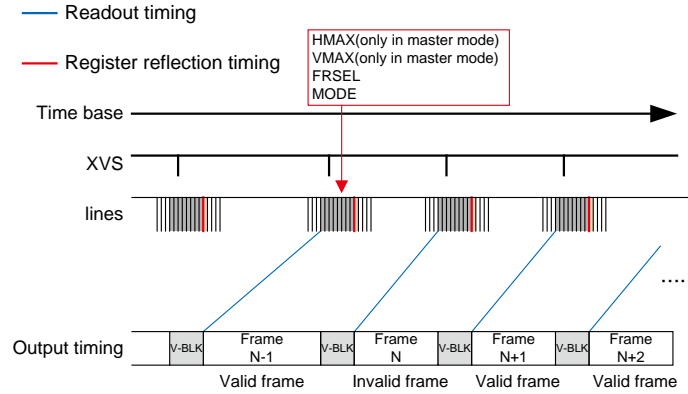 Readout timing
Register reflection timing
HMAX(only in master mode)
VMAX(only in master mode)
FRSEL
MODE
Time base
XVS
lines
....
Output timing
V-BLK
Frame
N-1
V-BLK
Frame
N
V-BLK
Frame
N+1
V-BLK
Frame
N+2
Valid frame
Invalid frame
Valid frame
Valid frame